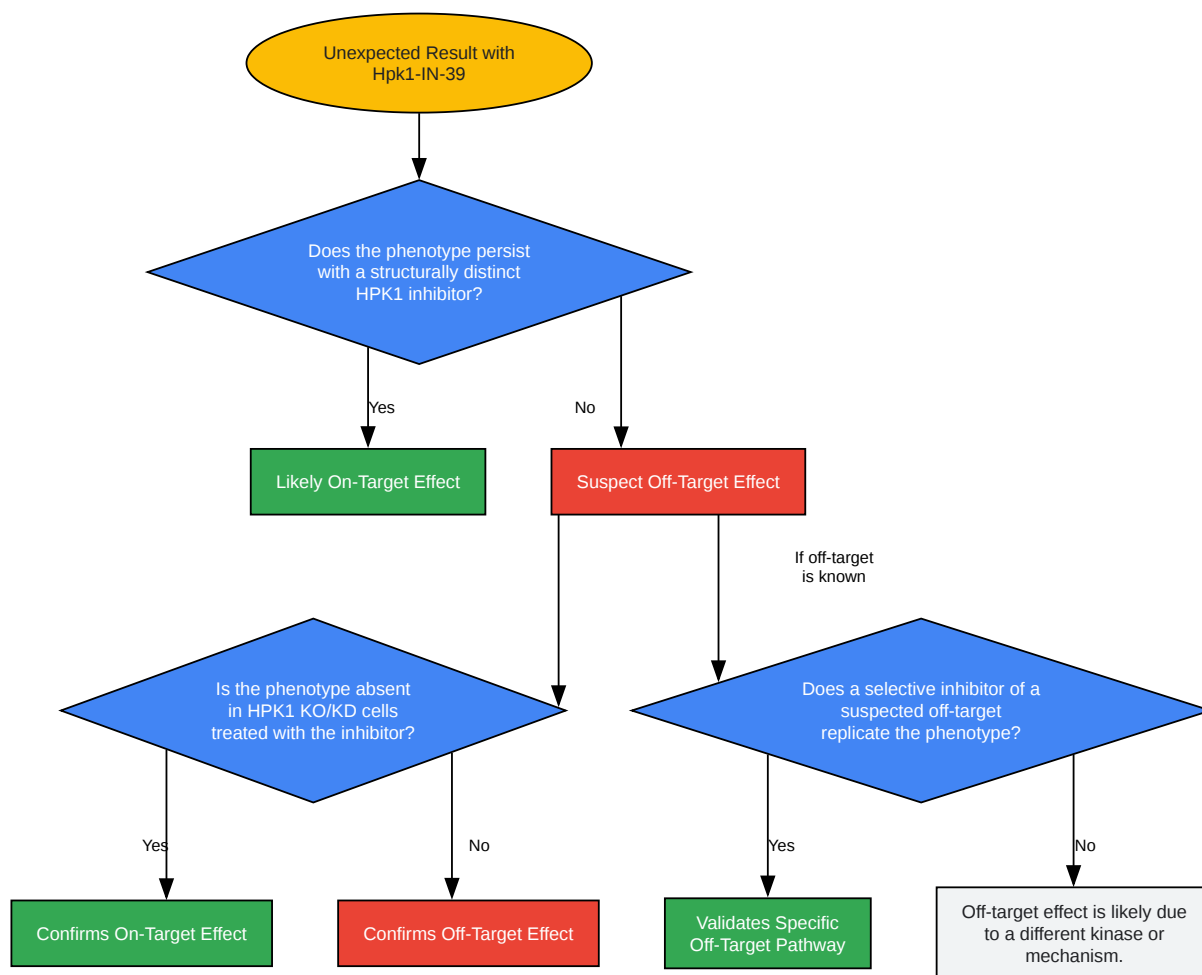 Unexpected Result with
Hpk1-IN-39
Does the phenotype persist
with a structurally distinct
HPK1 inhibitor?
Yes
No
Likely On-Target Effect
Suspect Off-Target Effect
If off-target
is known
Is the phenotype absent
in HPK1 KO/KD cells
treated with the inhibitor?
Does a selective inhibitor of a
suspected off-target
replicate the phenotype?
Yes
No
Yes
No
Confirms On-Target Effect
Confirms Off-Target Effect
Validates Specific
Off-Target Pathway
Off-target effect is likely due
to a different kinase or
mechanism.